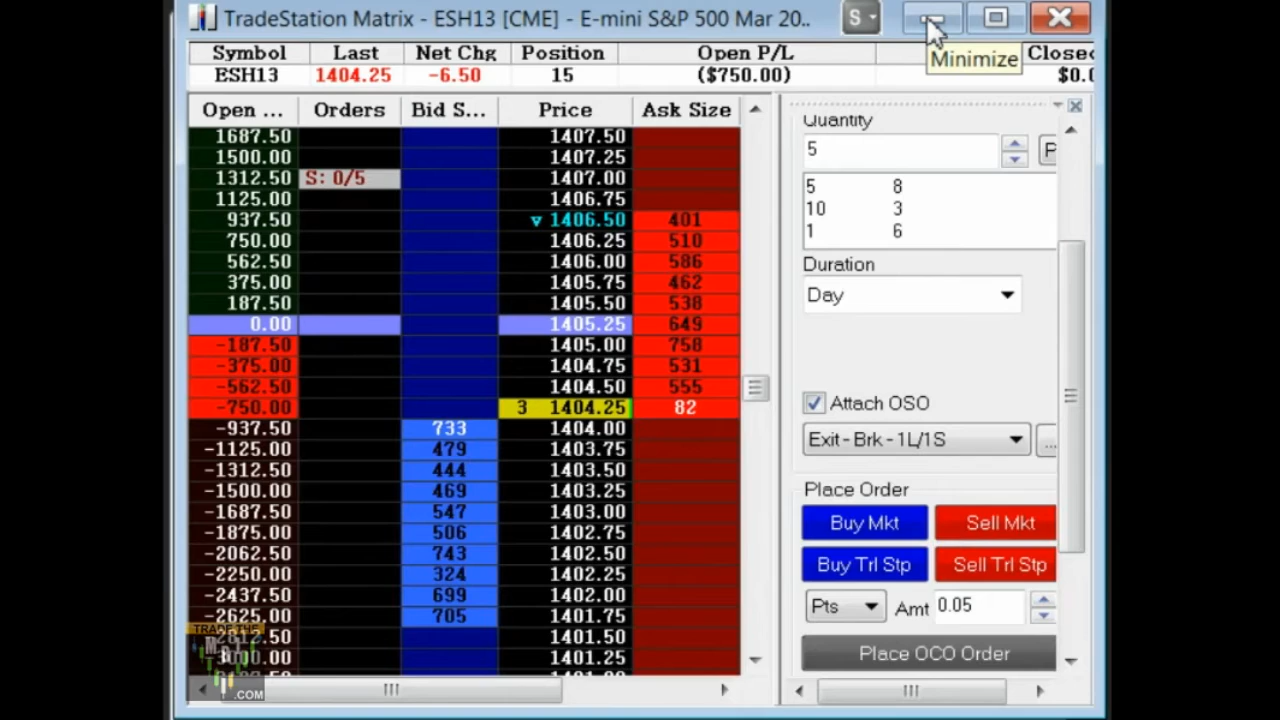 TradeStation Matrix - ESH13 [CME] - E-mini S&P 500 Mar 20..
S
Minimize
Symbol Last Net Chg Position Open P/L Closed
ESH13 1404.25 -6.50 15 ($750.00) $0.0
Open ... Orders Bid S... Price Ask Size
1687.50 1407.50
1500.00 1407.25
1312.50 S: 0/5 1407.00
1125.00 1406.75
937.50 1406.50 401
750.00 1406.25 510
562.50 1406.00 586
375.00 1405.75 462
187.50 1405.50 538
0.00 1405.25 649
-187.50 1405.00 758
-375.00 1404.75 531
-562.50 1404.50 555
-750.00 3 1404.25 82
-937.50 733 1404.00
-1125.00 479 1403.75
-1312.50 444 1403.50
-1500.00 469 1403.25
-1687.50 547 1403.00
-1875.00 506 1402.75
-2062.50 743 1402.50
-2250.00 324 1402.25
-2437.50 699 1402.00
-2625.00 705 1401.75
1401.50
1401.25
TRADE THE
.COM
Quantity
5
P
5 8
10 3
1 6
Duration
Day
Attach OSO
Exit - Brk - 1L/1S
...
Place Order
Buy Mkt Sell Mkt
Buy Trl Stp Sell Trl Stp
Pts Amt 0.05
Place OCO Order